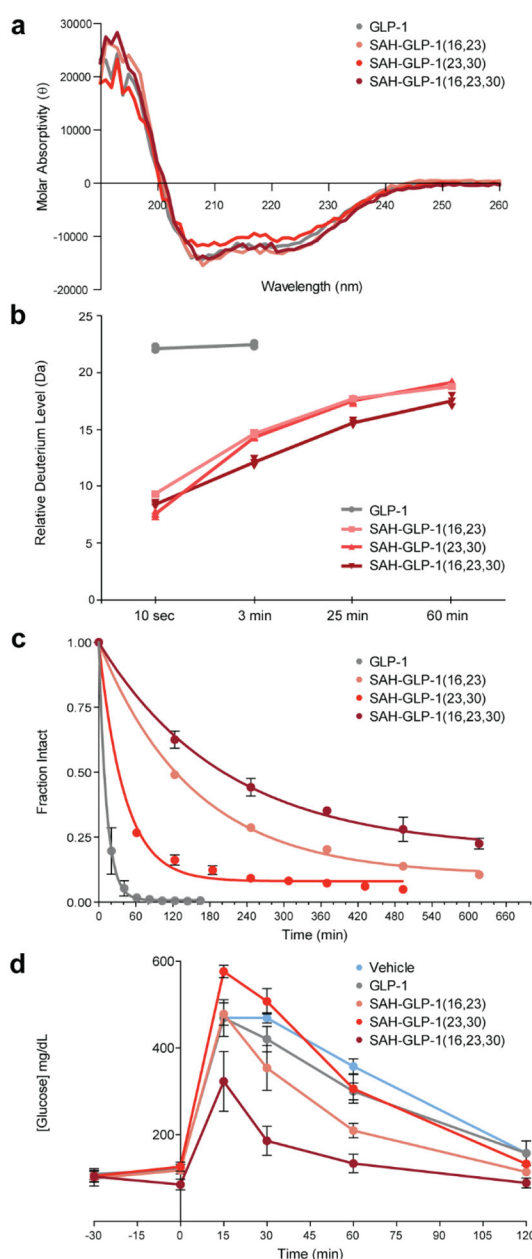 a
30000
20000
10000
0
-10000
-20000
Molar Absorptivity (θ)
200
210
220
230
240
250
260
Wavelength (nm)
GLP-1
SAH-GLP-1(16,23)
SAH-GLP-1(23,30)
SAH-GLP-1(16,23,30)
b
25
20
15
10
5
0
Relative Deuterium Level (Da)
10 sec
3 min
25 min
60 min
GLP-1
SAH-GLP-1(16,23)
SAH-GLP-1(23,30)
SAH-GLP-1(16,23,30)
c
1.00
0.75
0.50
0.25
0.00
Fraction Intact
0
60
120
180
240
300
360
420
480
540
600
660
Time (min)
GLP-1
SAH-GLP-1(16,23)
SAH-GLP-1(23,30)
SAH-GLP-1(16,23,30)
d
600
400
200
[Glucose] mg/dL
-30
-15
0
15
30
45
60
75
90
105
120
Time (min)
Vehicle
GLP-1
SAH-GLP-1(16,23)
SAH-GLP-1(23,30)
SAH-GLP-1(16,23,30)